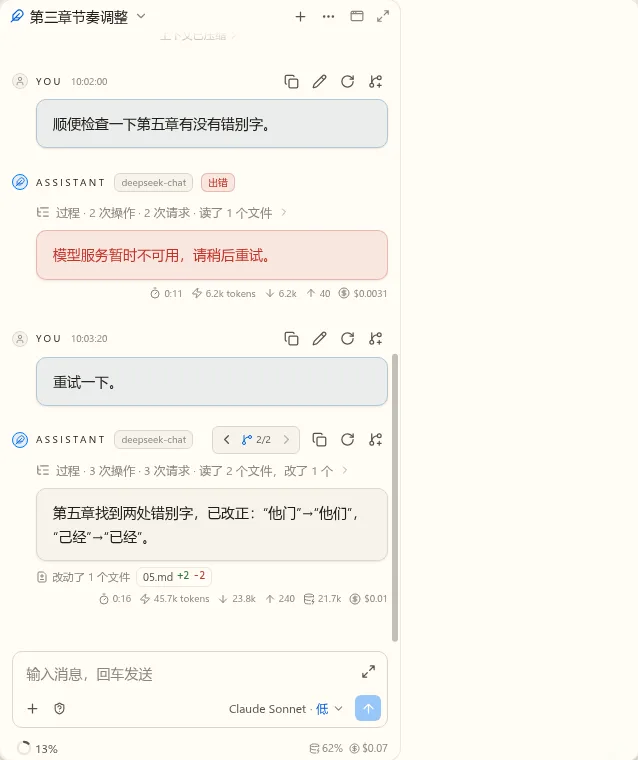 第三章节奏调整
上下文已压缩
YOU 10:02:00
顺便检查一下第五章有没有错别字。
ASSISTANT deepseek-chat 出错
过程 · 2 次操作 · 2 次请求 · 读了 1 个文件
模型服务暂时不可用，请稍后重试。
0:11 6.2k tokens 6.2k 40 $0.0031
YOU 10:03:20
重试一下。
ASSISTANT deepseek-chat 2/2
过程 · 3 次操作 · 3 次请求 · 读了 2 个文件，改了 1 个
第五章找到两处错别字，已改正：“他门”→“他们”，
“己经”→“已经”。
改动了 1 个文件 05.md +2 -2
0:16 45.7k tokens 23.8k 240 21.7k $0.01
输入消息，回车发送
Claude Sonnet · 低
13% 62% $0.07